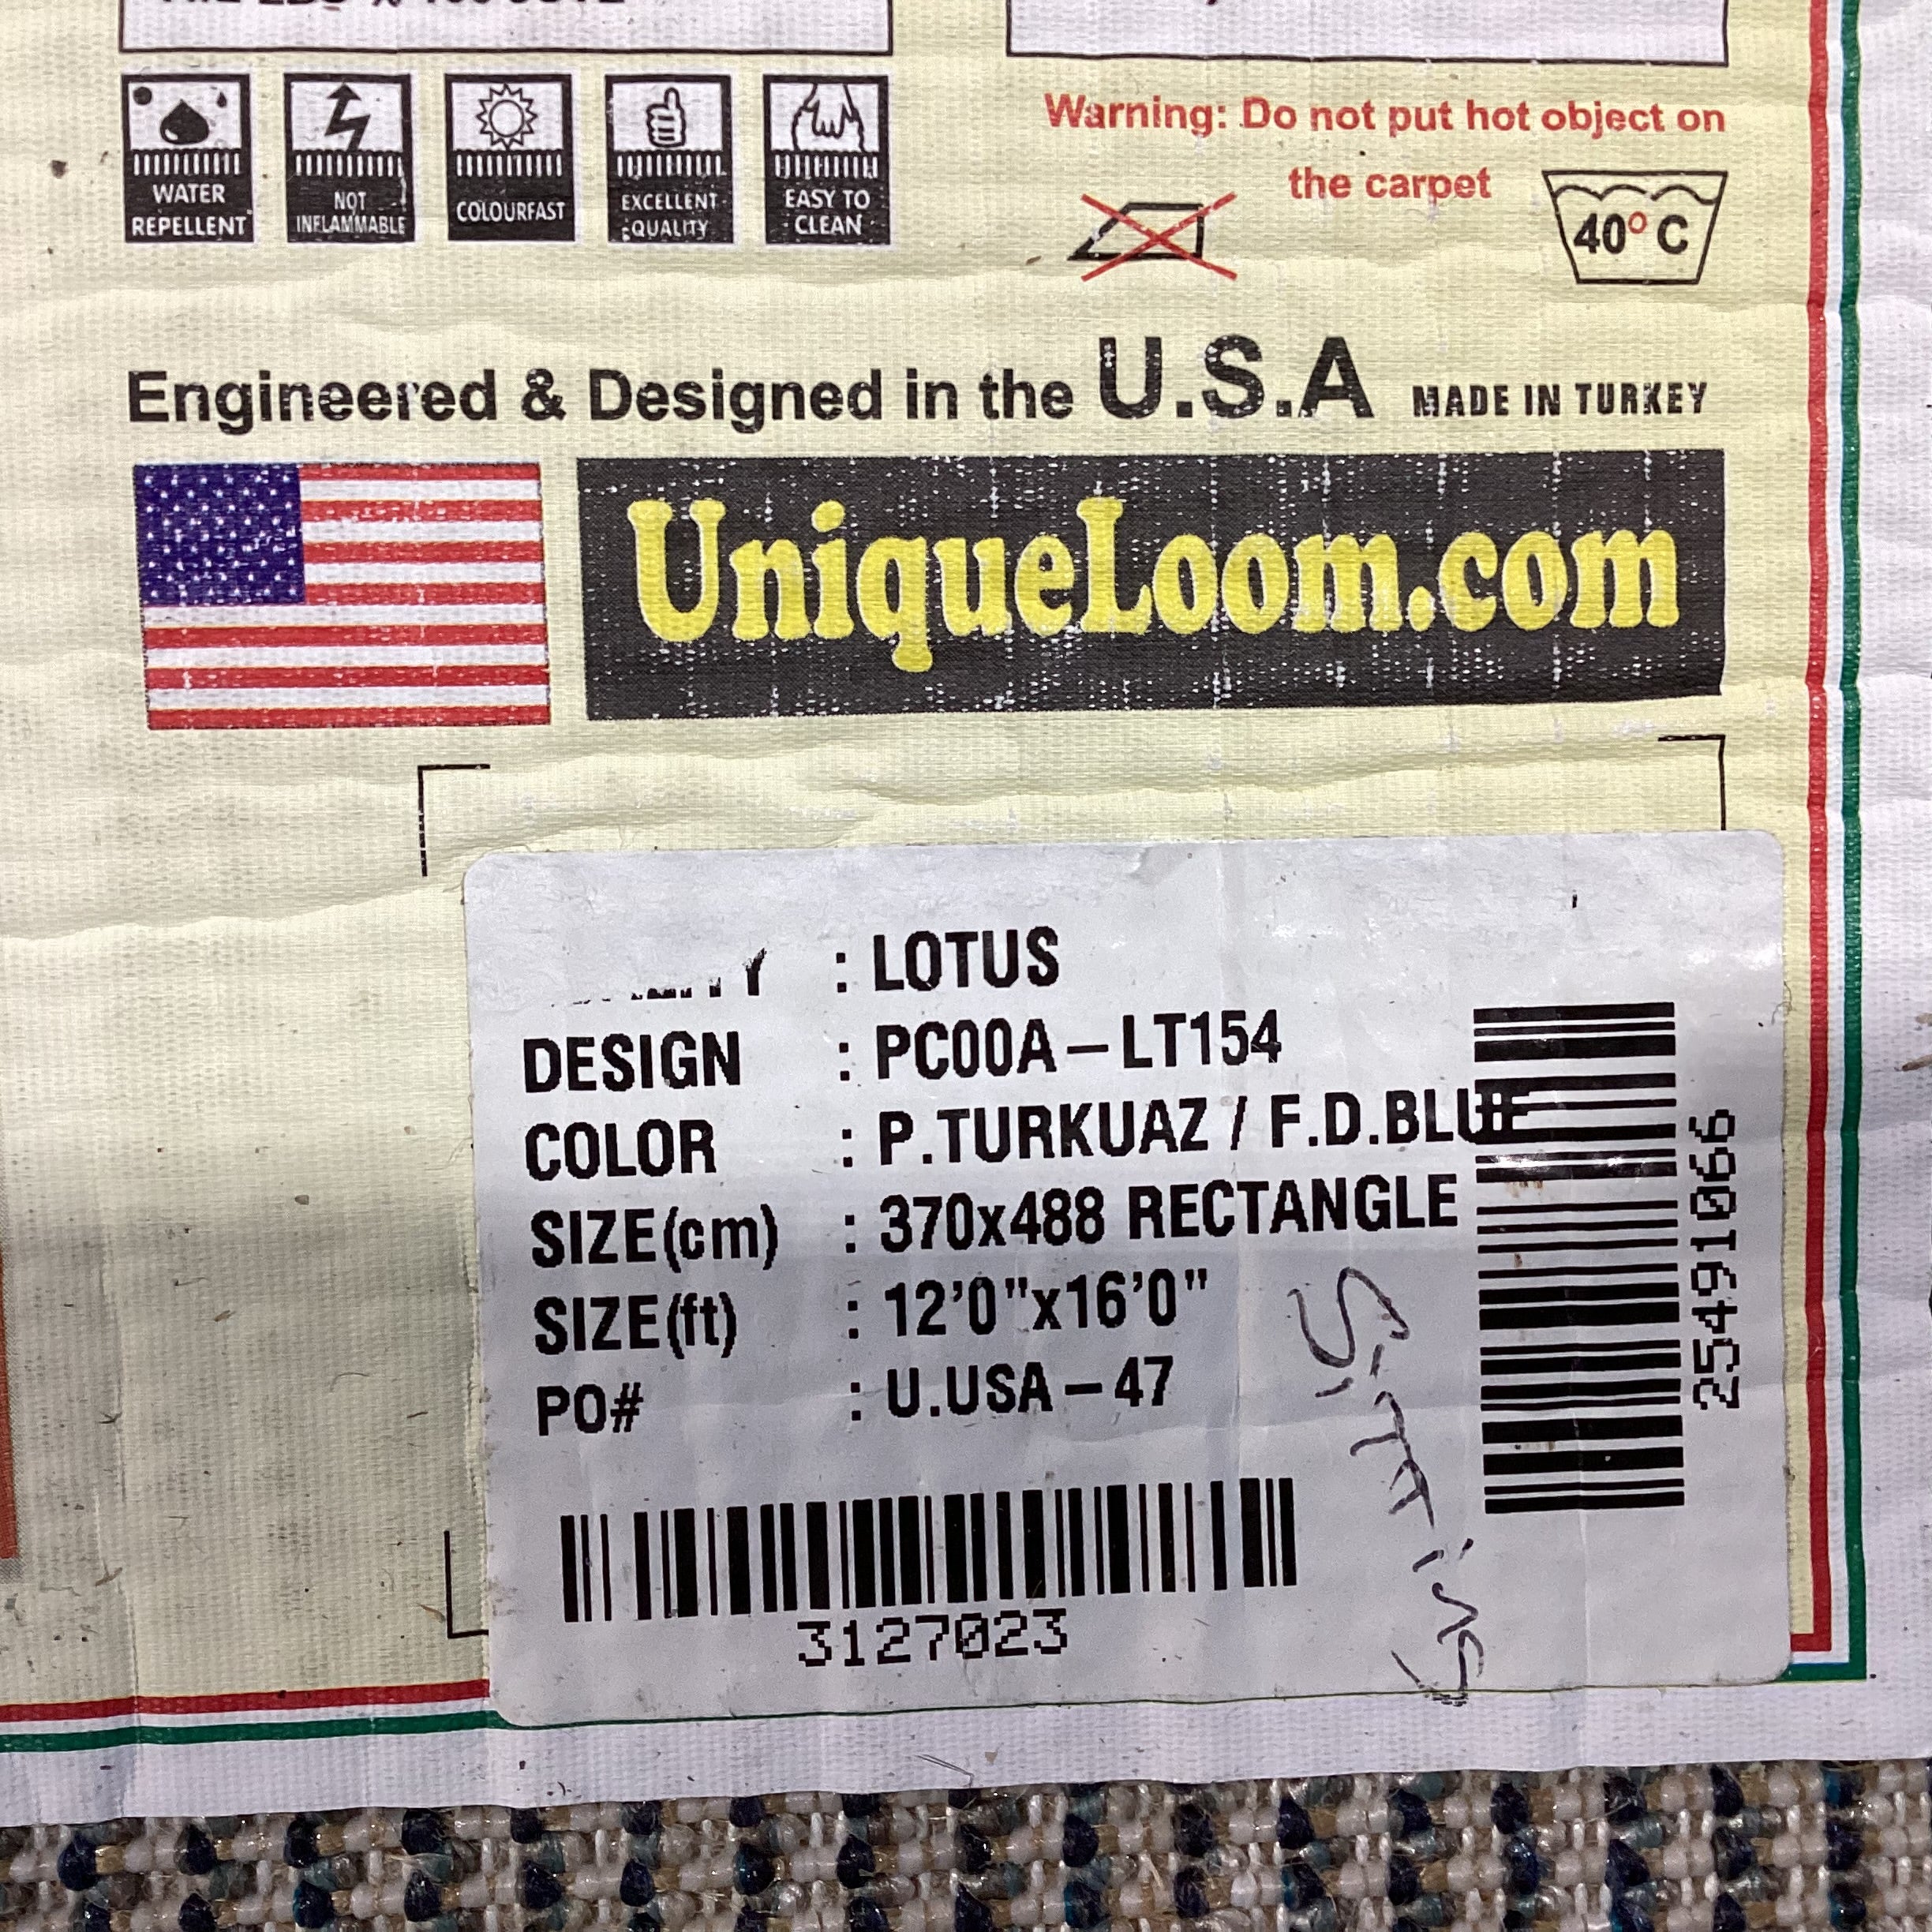 WATER
REPELLENT
NOT
INFLAMMABLE
COLOURFAST
EXCELLENT
QUALITY
EASY TO
CLEAN
Warning: Do not put hot object on
the carpet
40° C
Engineered & Designed in the U.S.A MADE IN TURKEY
UniqueLoom.com
: LOTUS
DESIGN : PC00A-LT154
COLOR : P.TURKUAZ / F.D.BLUE
SIZE(cm) : 370x488 RECTANGLE
SIZE(ft) : 12'0"x16'0"
PO# : U.USA-47
3127023
25491066